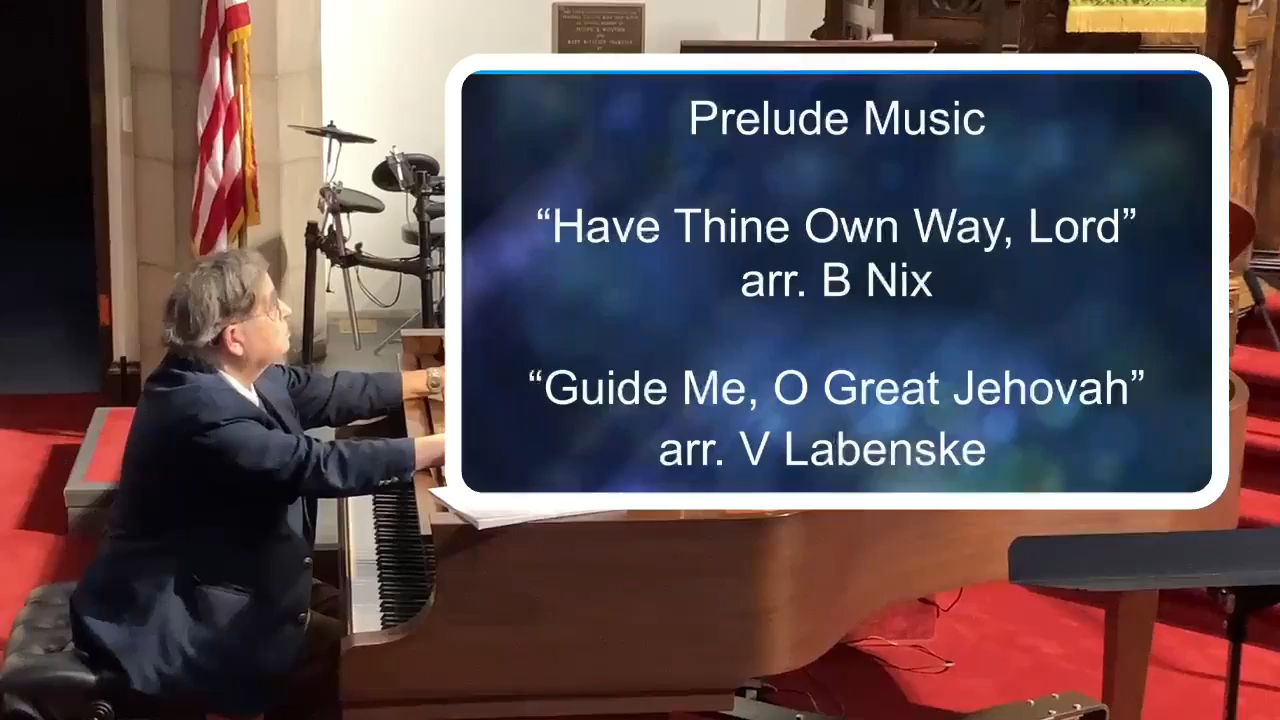 Prelude Music
“Have Thine Own Way, Lord”
arr. B Nix
“Guide Me, O Great Jehovah”
arr. V Labenske